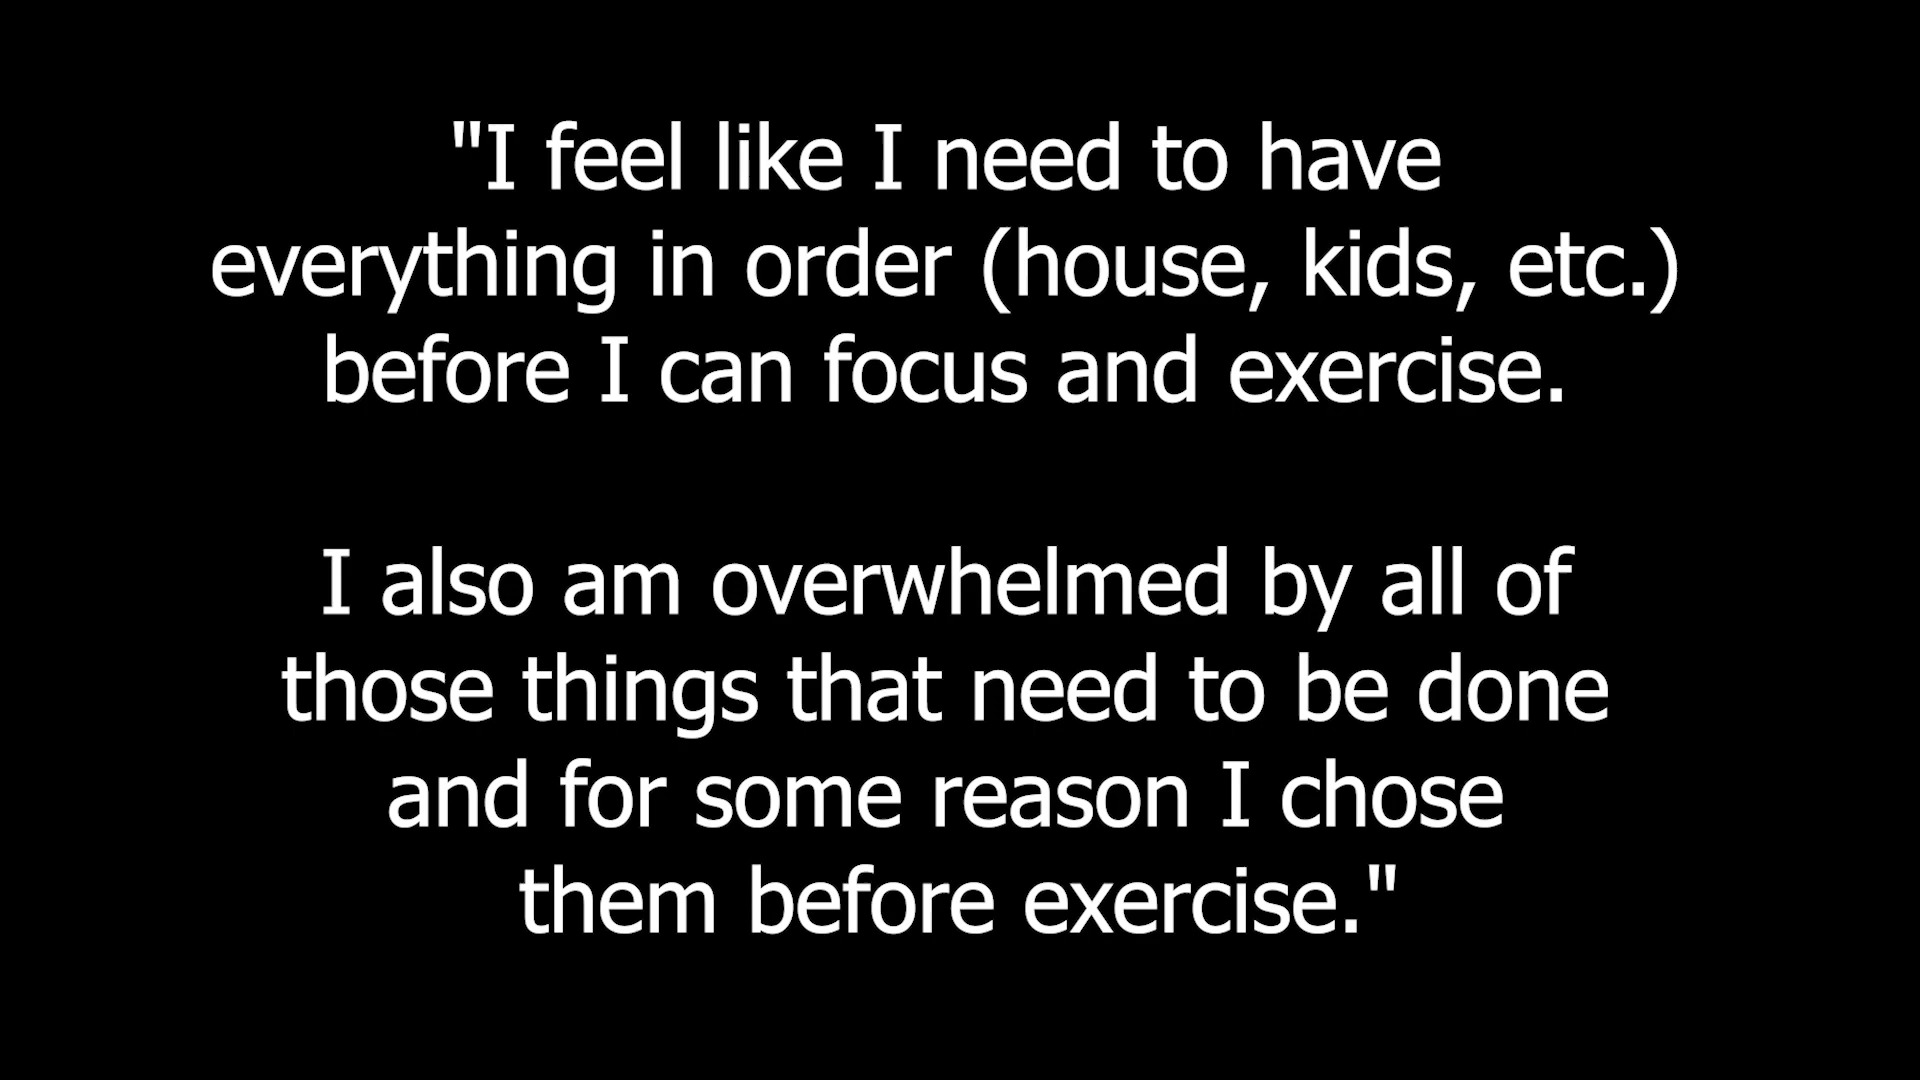 "I feel like I need to have
everything in order (house, kids, etc.)
before I can focus and exercise.
I also am overwhelmed by all of
those things that need to be done
and for some reason I chose
them before exercise."